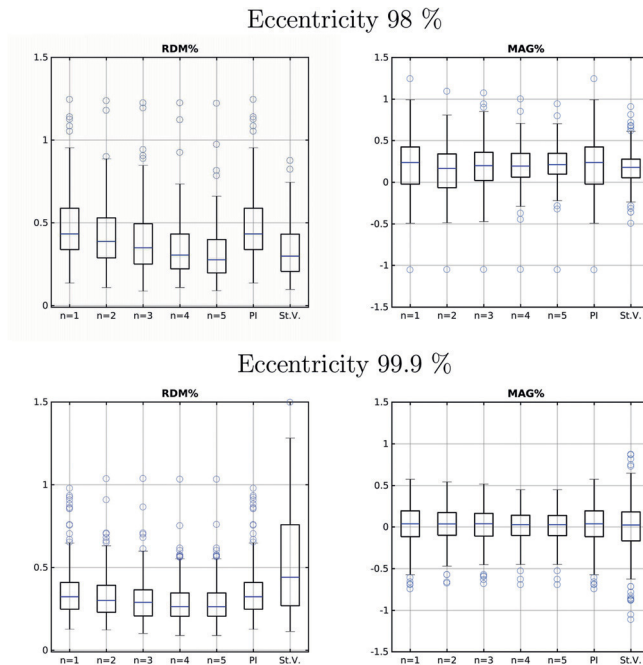 Eccentricity 98 %
RDM%
1.5
1
0.5
0
n=1 n=2 n=3 n=4 n=5 PI St.V.
MAG%
1.5
1
0.5
0
-0.5
-1
-1.5
n=1 n=2 n=3 n=4 n=5 PI St.V.
Eccentricity 99.9 %
RDM%
1.5
1
0.5
0
n=1 n=2 n=3 n=4 n=5 PI St.V.
MAG%
1.5
1
0.5
0
-0.5
-1
-1.5
n=1 n=2 n=3 n=4 n=5 PI St.V.